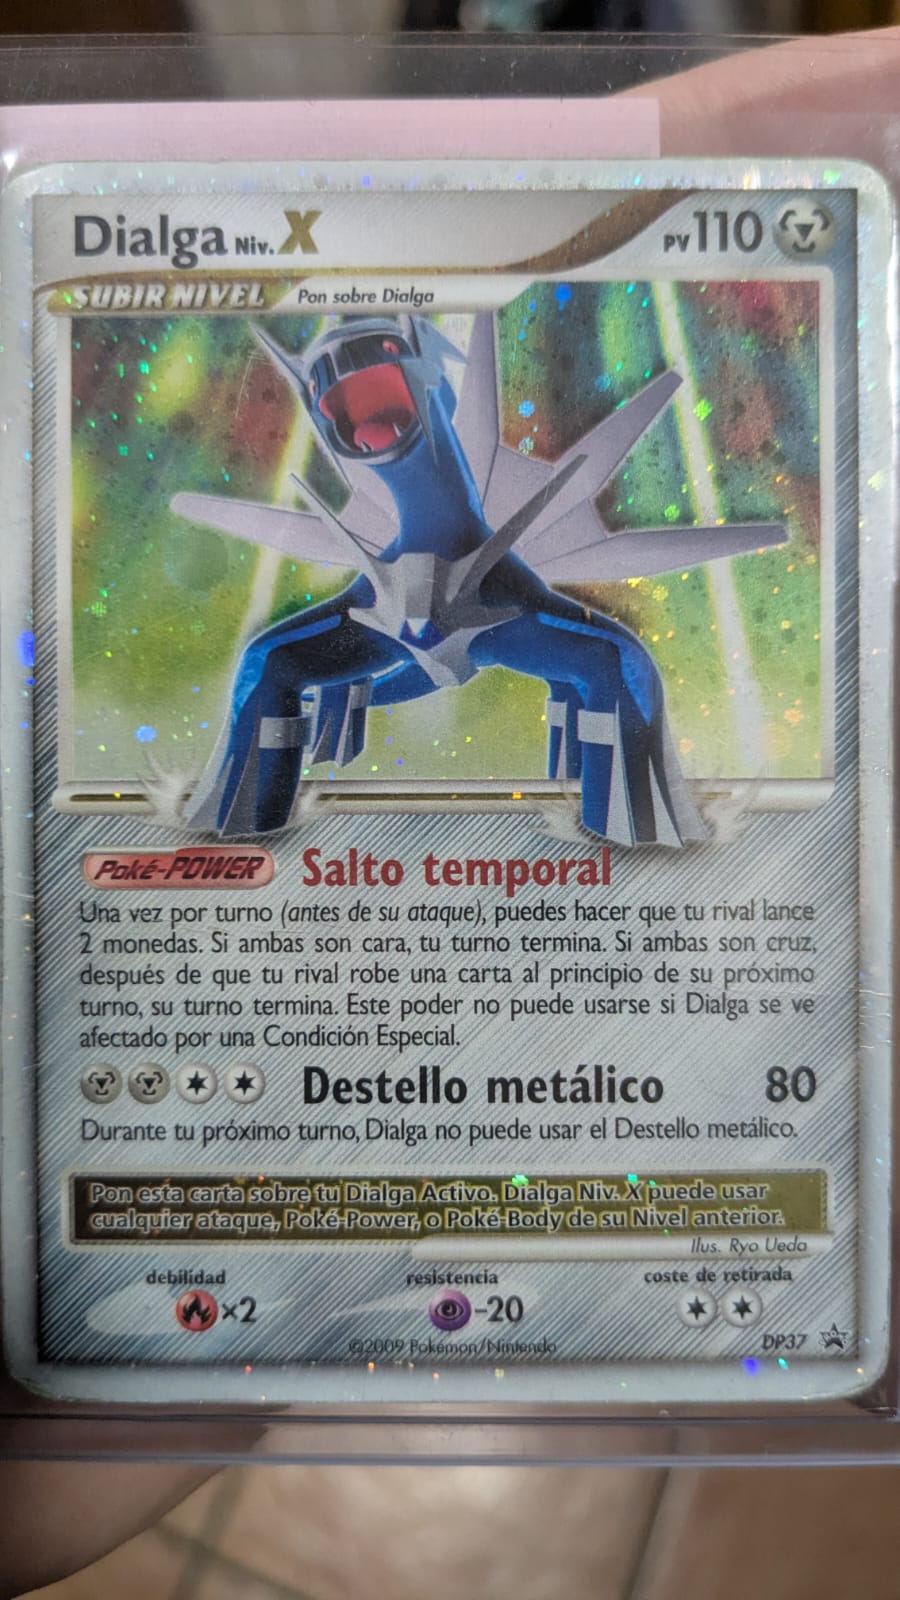 Dialga Niv. X PV 110
SUBIR NIVEL Pon sobre Dialga
Poké-POWER Salto temporal
Una vez por turno (antes de su ataque), puedes hacer que tu rival lance
2 monedas. Si ambas son cara, tu turno termina. Si ambas son cruz,
después de que tu rival robe una carta al principio de su próximo
turno, su turno termina. Este poder no puede usarse si Dialga se ve
afectado por una Condición Especial.
Destello metálico 80
Durante tu próximo turno, Dialga no puede usar el Destello metálico.
Pon esta carta sobre tu Dialga Activo. Dialga Niv. X puede usar
cualquier ataque, Poké-Power, o Poké-Body de su Nivel anterior.
Ilus. Ryo Ueda
debilidad resistencia coste de retirada
×2 -20
©2009 Pokémon/Nintendo DP37